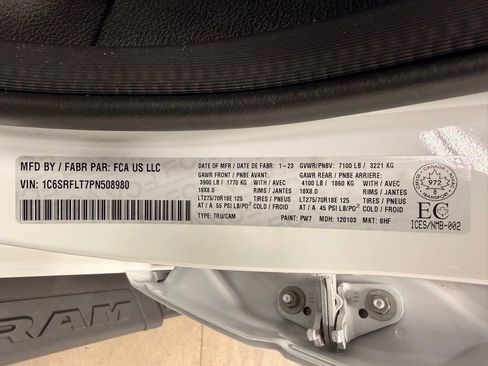 MFD BY / FABR PAR: FCA US LLC
VIN: 1C6SRFLT7PN508980
DATE OF MFR / DATE DE FABR: 1-23 GVWR/PNBV: 7100 LB / 3221 KG
GAWR FRONT / PNBE AVANT: GAWR REAR / PNBE ARRIERE:
3900 LB / 1770 KG WITH / AVEC 4100 LB / 1860 KG WITH / AVEC
18X8.0 RIMS / JANTES 18X8.0 RIMS / JANTES
LT275/70R18E 125 TIRES / PNEUS LT275/70R18E 125 TIRES / PNEUS
AT / A 55 PSI LB/PO² COLD / FROID AT / A 45 PSI LB/PO² COLD / FROID
TYPE: TRU/CAM PAINT: PW7 MDH: 120103 MKT: 8HF
CANADA
972
TRANSPORT
EC
ICES/NMB-002
RAM